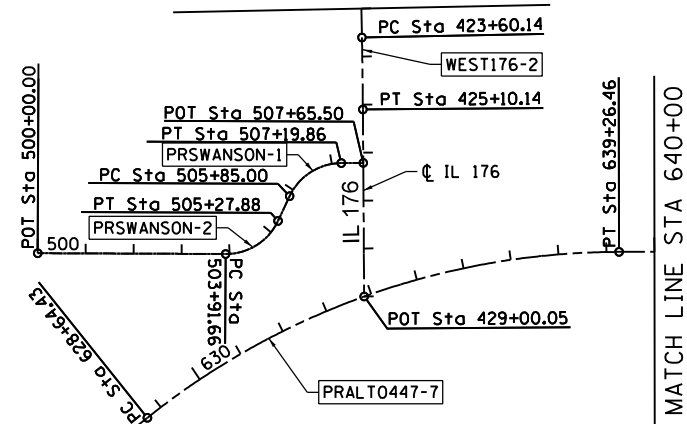 PC Sta 423+60.14
WEST176-2
PT Sta 425+10.14
POT Sta 507+65.50
PT Sta 507+19.86
PRSWANSON-1
PC Sta 505+85.00
PT Sta 505+27.88
PRSWANSON-2
POT Sta 500+00.00
500
PC Sta
503+91.66
℄ IL 176
IL 176
PT Sta 639+26.46
MATCH LINE STA 640+00
POT Sta 429+00.05
PC Sta 628+64.43
630
PRALT0447-7